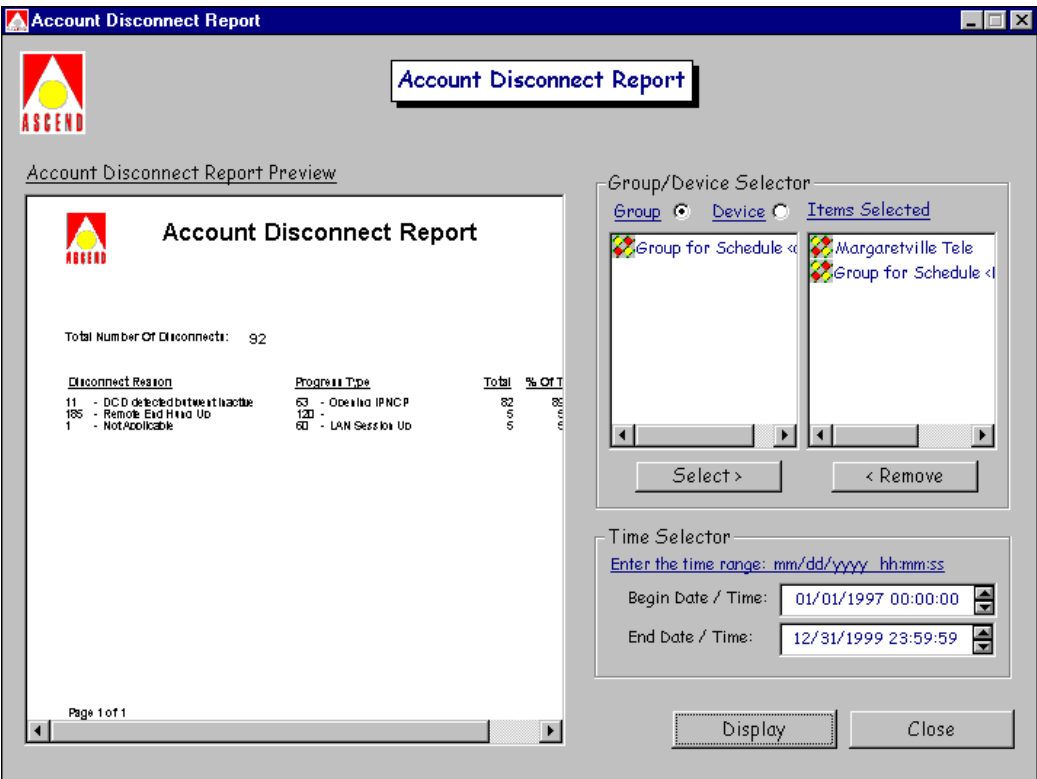 Account Disconnect Report
ASCEND
Account Disconnect Report
Account Disconnect Report Preview
ASCEND
Account Disconnect Report
Total Number Of Disconnects: 92
Disconnect Reason Progress Type Total % Of T
11 - DCD detected but went inactive 63 - Opening IPNCP 82 89
185 - Remote End Hung Up 120 - 5 5
1 - Not Applicable 60 - LAN Session Up 5 5
Page 1 of 1
Group/Device Selector
Group Device Items Selected
Group for Schedule <
Margaretville Tele
Group for Schedule <
Select > < Remove
Time Selector
Enter the time range: mm/dd/yyyy hh:mm:ss
Begin Date / Time: 01/01/1997 00:00:00
End Date / Time: 12/31/1999 23:59:59
Display Close